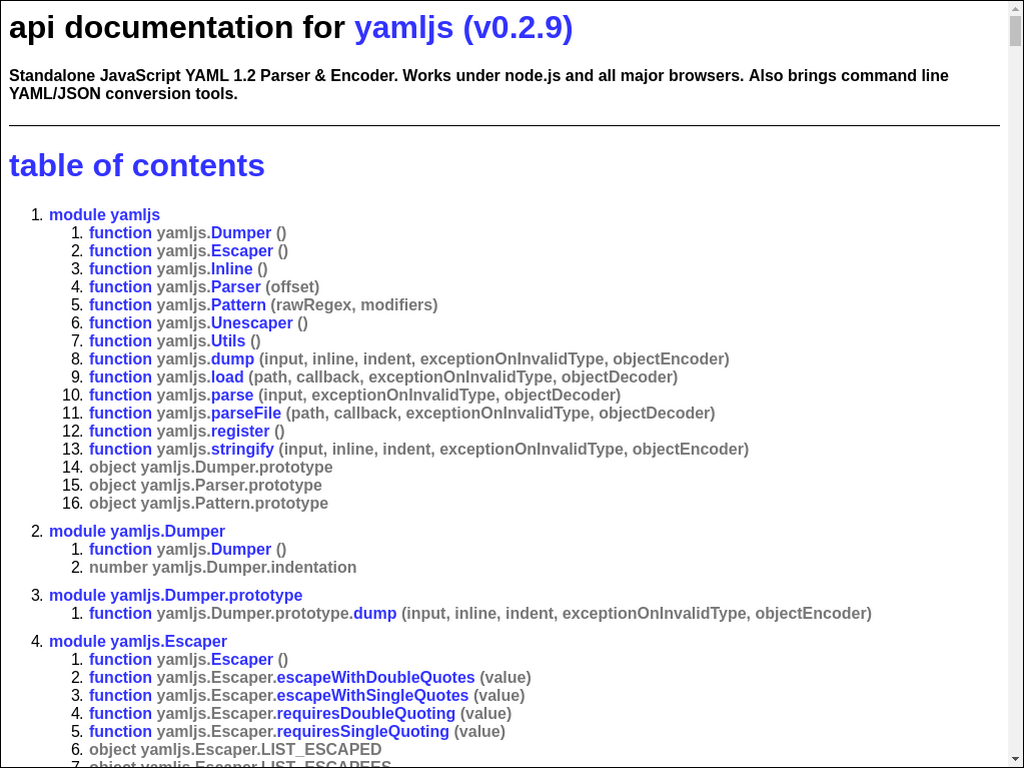 api documentation for yamljs (v0.2.9)
Standalone JavaScript YAML 1.2 Parser & Encoder. Works under node.js and all major browsers. Also brings command line
YAML/JSON conversion tools.
table of contents
1. module yamljs
1. function yamljs.Dumper ()
2. function yamljs.Escaper ()
3. function yamljs.Inline ()
4. function yamljs.Parser (offset)
5. function yamljs.Pattern (rawRegex, modifiers)
6. function yamljs.Unescaper ()
7. function yamljs.Utils ()
8. function yamljs.dump (input, inline, indent, exceptionOnInvalidType, objectEncoder)
9. function yamljs.load (path, callback, exceptionOnInvalidType, objectDecoder)
10. function yamljs.parse (input, exceptionOnInvalidType, objectDecoder)
11. function yamljs.parseFile (path, callback, exceptionOnInvalidType, objectDecoder)
12. function yamljs.register ()
13. function yamljs.stringify (input, inline, indent, exceptionOnInvalidType, objectEncoder)
14. object yamljs.Dumper.prototype
15. object yamljs.Parser.prototype
16. object yamljs.Pattern.prototype
2. module yamljs.Dumper
1. function yamljs.Dumper ()
2. number yamljs.Dumper.indentation
3. module yamljs.Dumper.prototype
1. function yamljs.Dumper.prototype.dump (input, inline, indent, exceptionOnInvalidType, objectEncoder)
4. module yamljs.Escaper
1. function yamljs.Escaper ()
2. function yamljs.Escaper.escapeWithDoubleQuotes (value)
3. function yamljs.Escaper.escapeWithSingleQuotes (value)
4. function yamljs.Escaper.requiresDoubleQuoting (value)
5. function yamljs.Escaper.requiresSingleQuoting (value)
6. object yamljs.Escaper.LIST_ESCAPED
7. object yamljs.Escaper.LIST_ESCAPEES